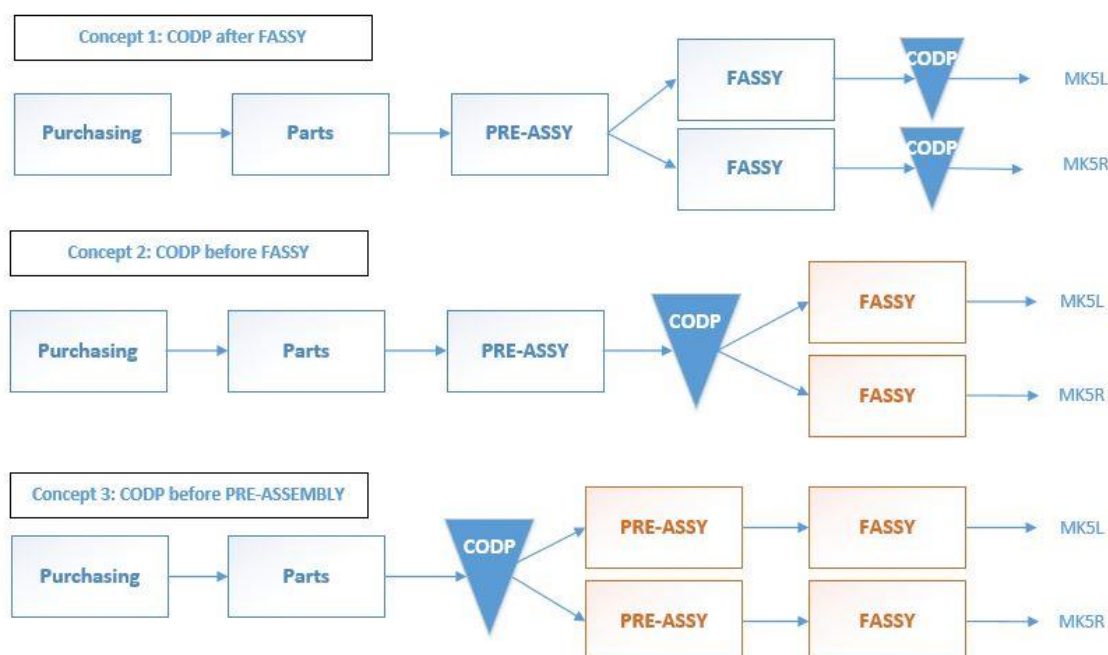 Concept 1: CODP after FASSY
FASSY
CODP
MK5L
Purchasing
Parts
PRE-ASSY
FASSY
CODP
MK5R
Concept 2: CODP before FASSY
FASSY
MK5L
Purchasing
Parts
PRE-ASSY
CODP
FASSY
MK5R
Concept 3: CODP before PRE-ASSEMBLY
PRE-ASSY
FASSY
MK5L
Purchasing
Parts
CODP
PRE-ASSY
FASSY
MK5R